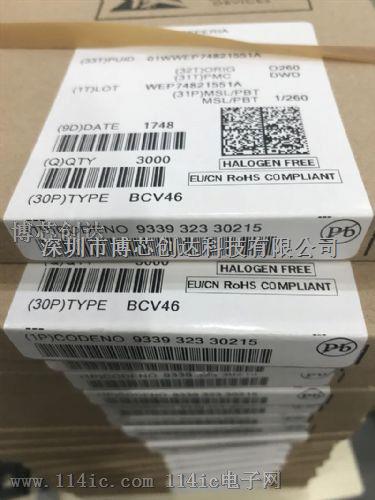 (33T)PUID 01WWEP74821551A
(32T)ORIG O260
(31T)PMC DWO
(1T)LOT WEP74821551A
(31P)MSL/PBT
MSL/PBT 1/260
(9D)DATE 1748
(Q)QTY 3000
HALOGEN FREE
EU/CN RoHS COMPLIANT
(30P)TYPE BCV46
博芯创达
9339 323 30215
Pb
深圳市博芯创达科技有限公司
(Q)QTY 3000
HALOGEN FREE
EU/CN RoHS COMPLIANT
(30P)TYPE BCV46
(1P)CODENO 9339 323 30215
Pb
www.114ic.com 114ic电子网